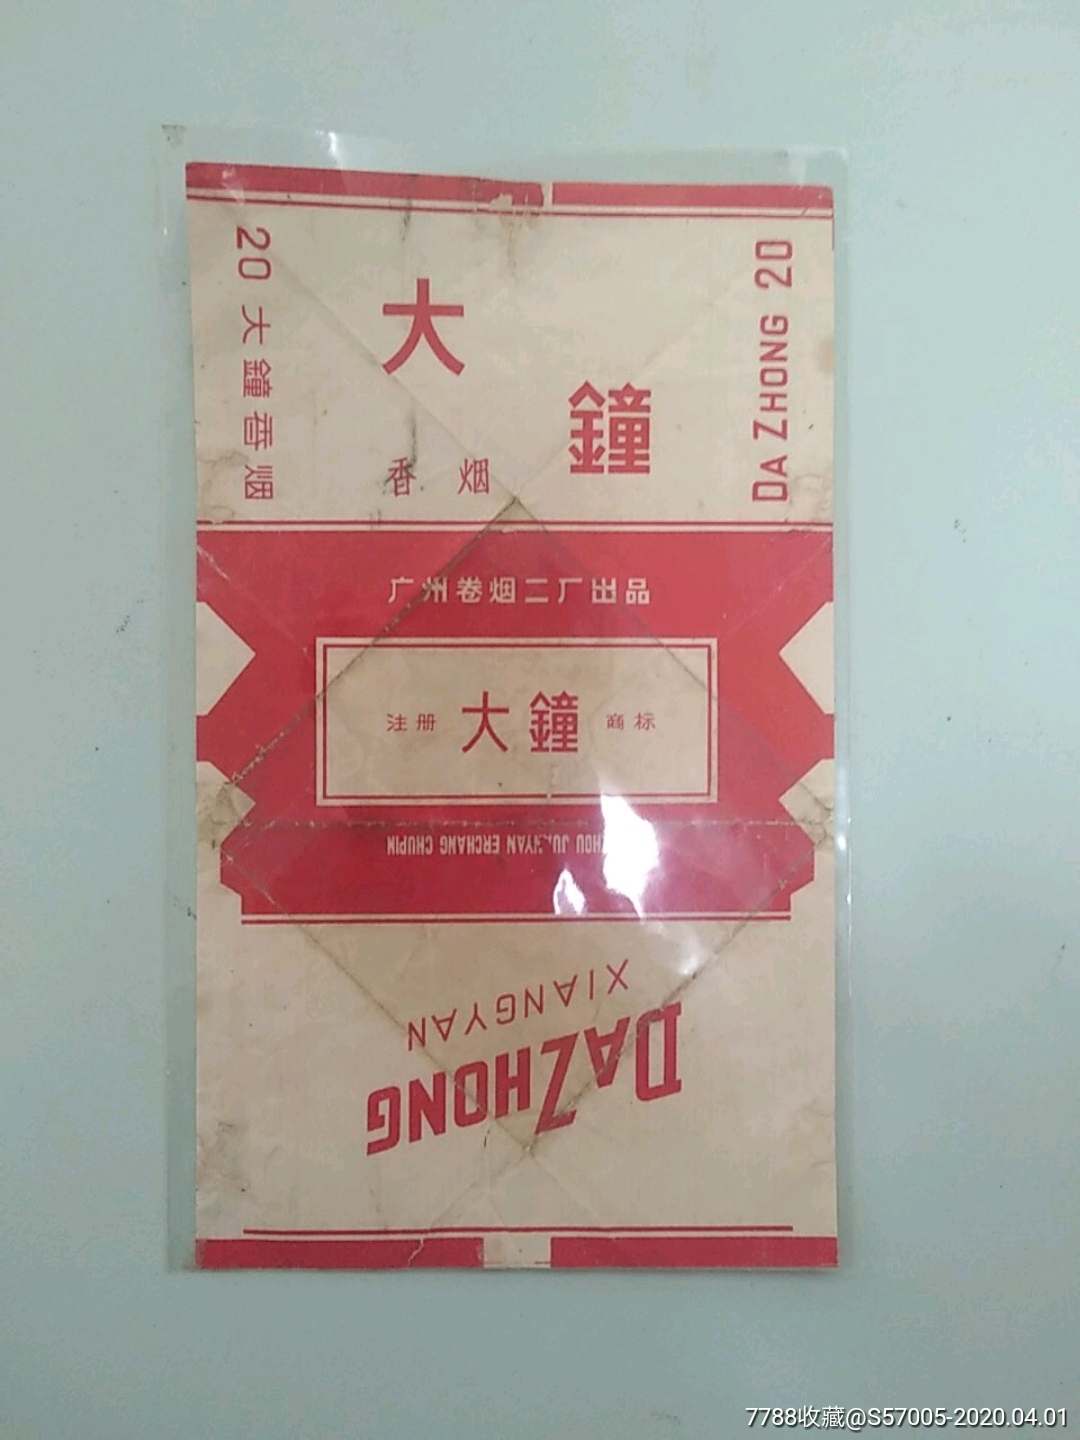 20 大鐘香烟
大
鐘
香烟
DA ZHONG 20
广州卷烟二厂出品
注册 大鐘 商标
ERCHANG CHUPIN
DAZHONG
XIANGYAN
7788收藏@S57005-2020.04.01